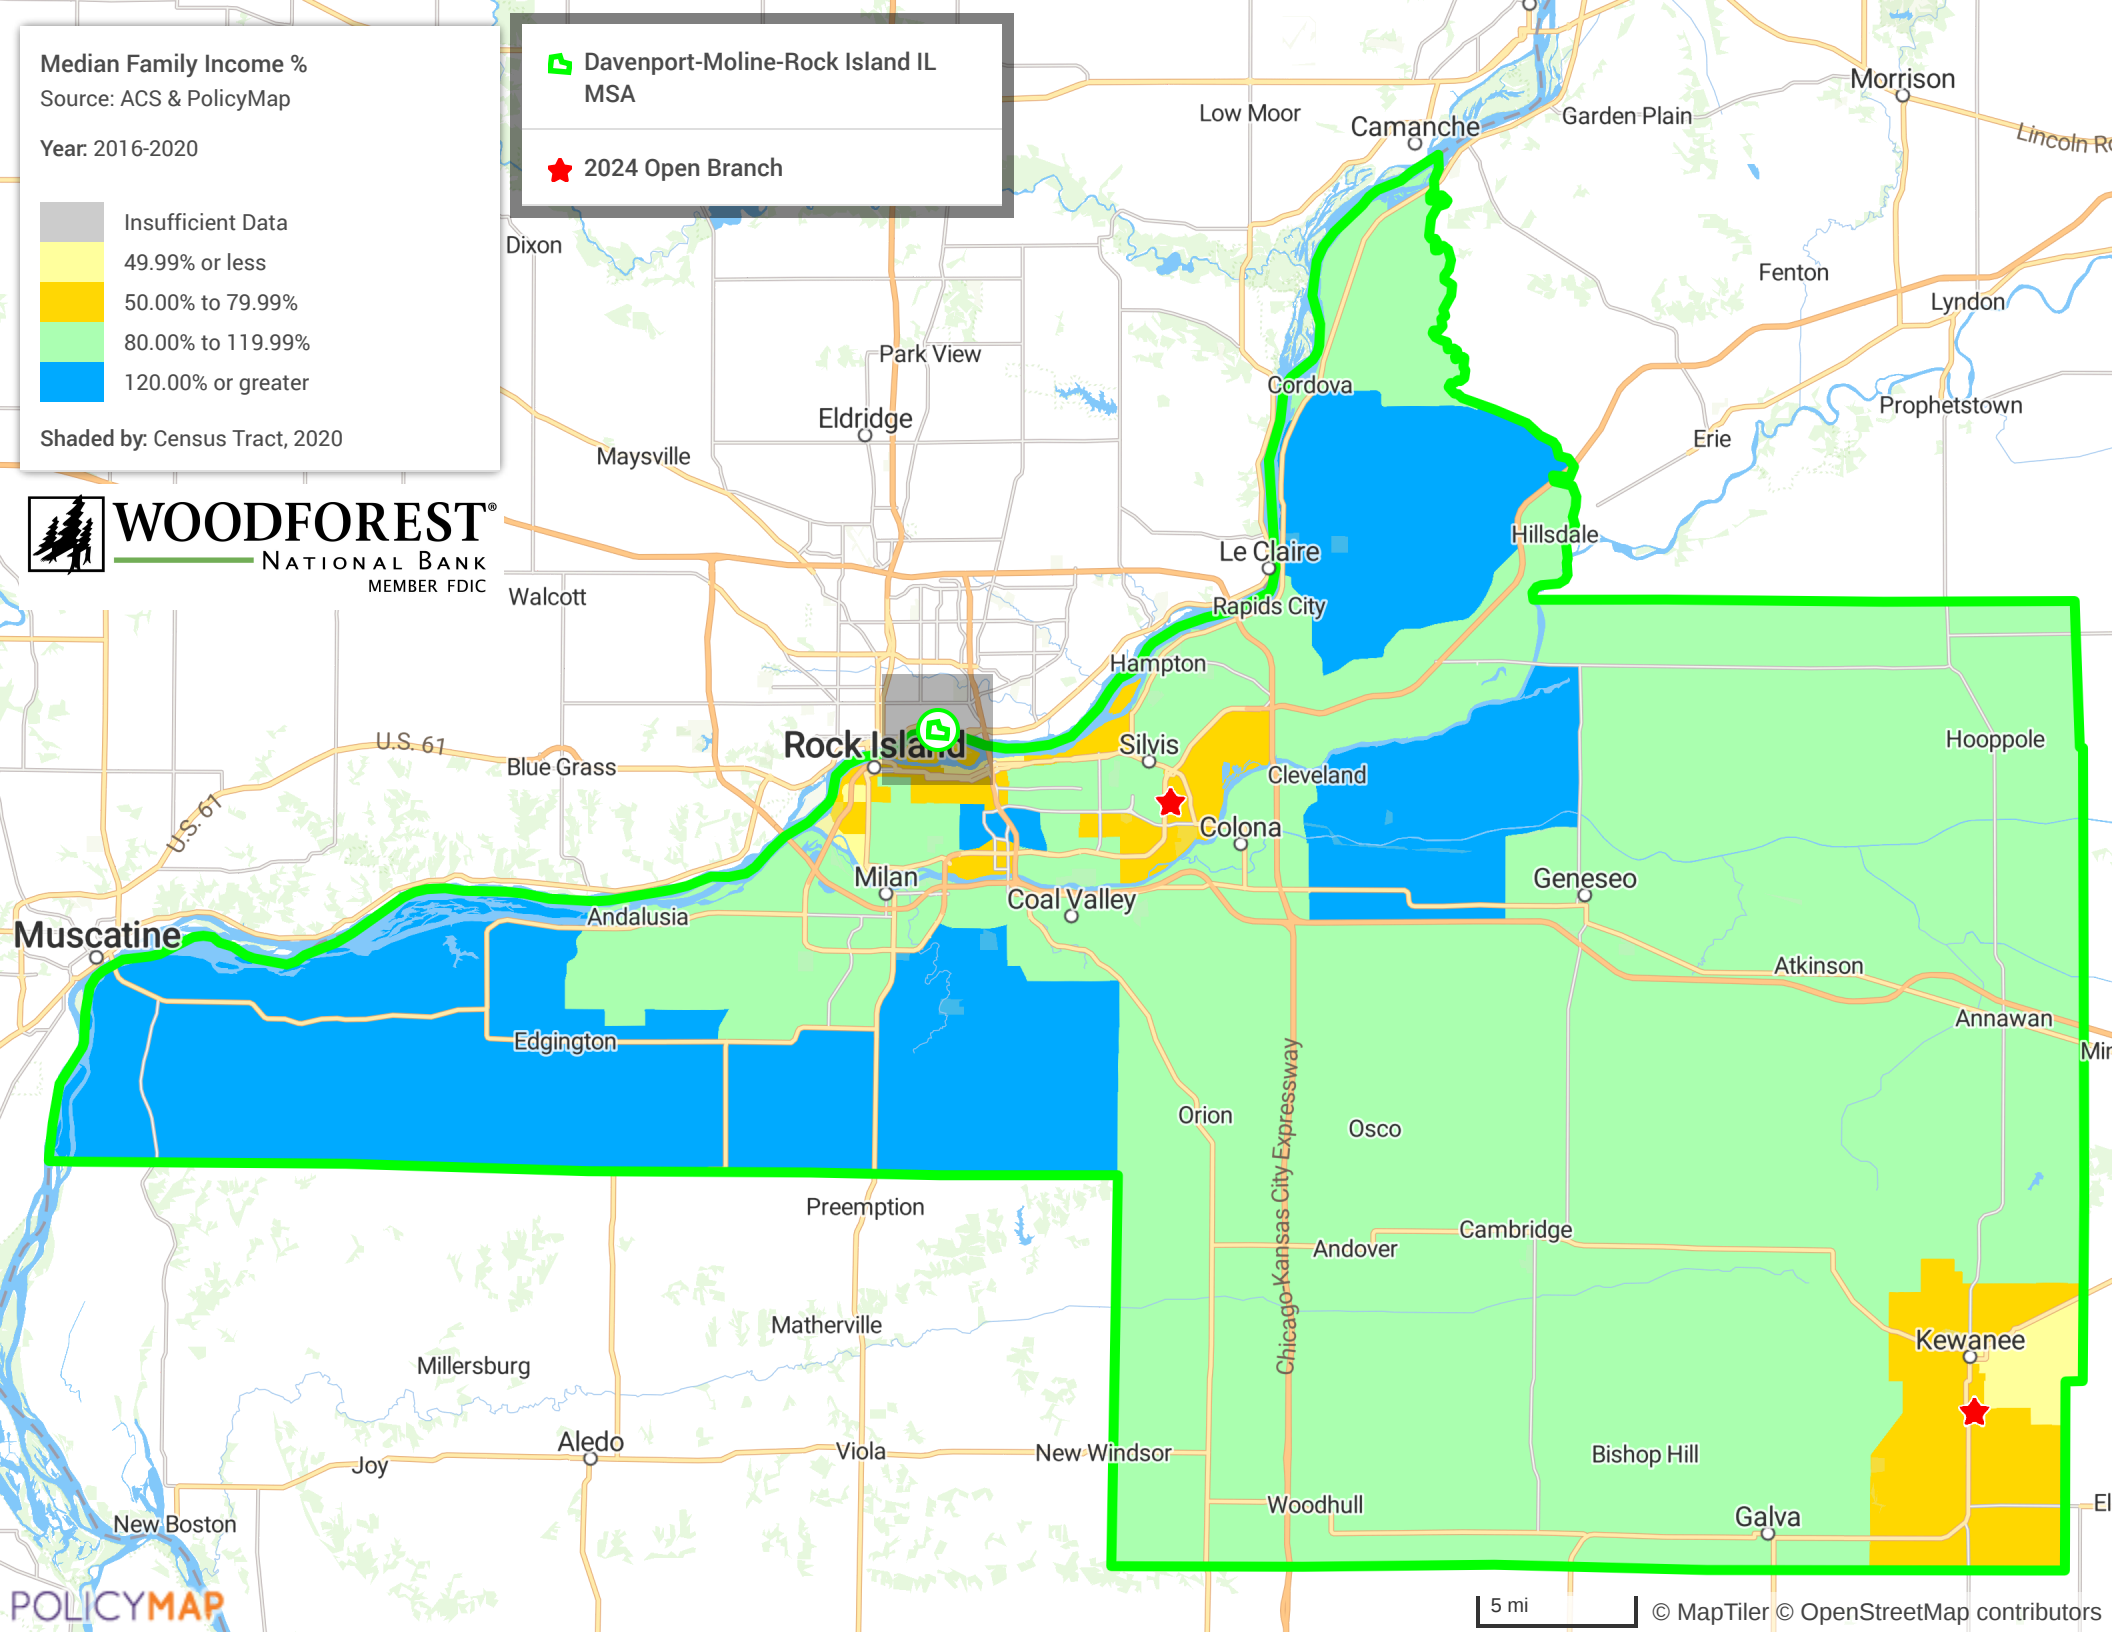 Median Family Income %
Source: ACS & PolicyMap
Year: 2016-2020
Insufficient Data
49.99% or less
50.00% to 79.99%
80.00% to 119.99%
120.00% or greater
Shaded by: Census Tract, 2020
Davenport-Moline-Rock Island IL
MSA
2024 Open Branch
WOODFOREST®
NATIONAL BANK
MEMBER FDIC
Morrison
Low Moor
Garden Plain
Camanche
Lincoln R
Dixon
Fenton
Lyndon
Park View
Cordova
Prophetstown
Eldridge
Erie
Maysville
Hillsdale
Le Claire
Walcott
Rapids City
Hampton
Hooppole
U.S. 61
Rock Island
Silvis
Blue Grass
Cleveland
U.S. 61
Colona
Milan
Geneseo
Coal Valley
Andalusia
Muscatine
Atkinson
Annawan
Edgington
Mir
Chicago-Kansas City Expressway
Orion
Osco
Preemption
Cambridge
Andover
Matherville
Kewanee
Millersburg
Aledo
Viola
New Windsor
Bishop Hill
Joy
Woodhull
El
Galva
New Boston
POLICYMAP
5 mi
© MapTiler © OpenStreetMap contributors